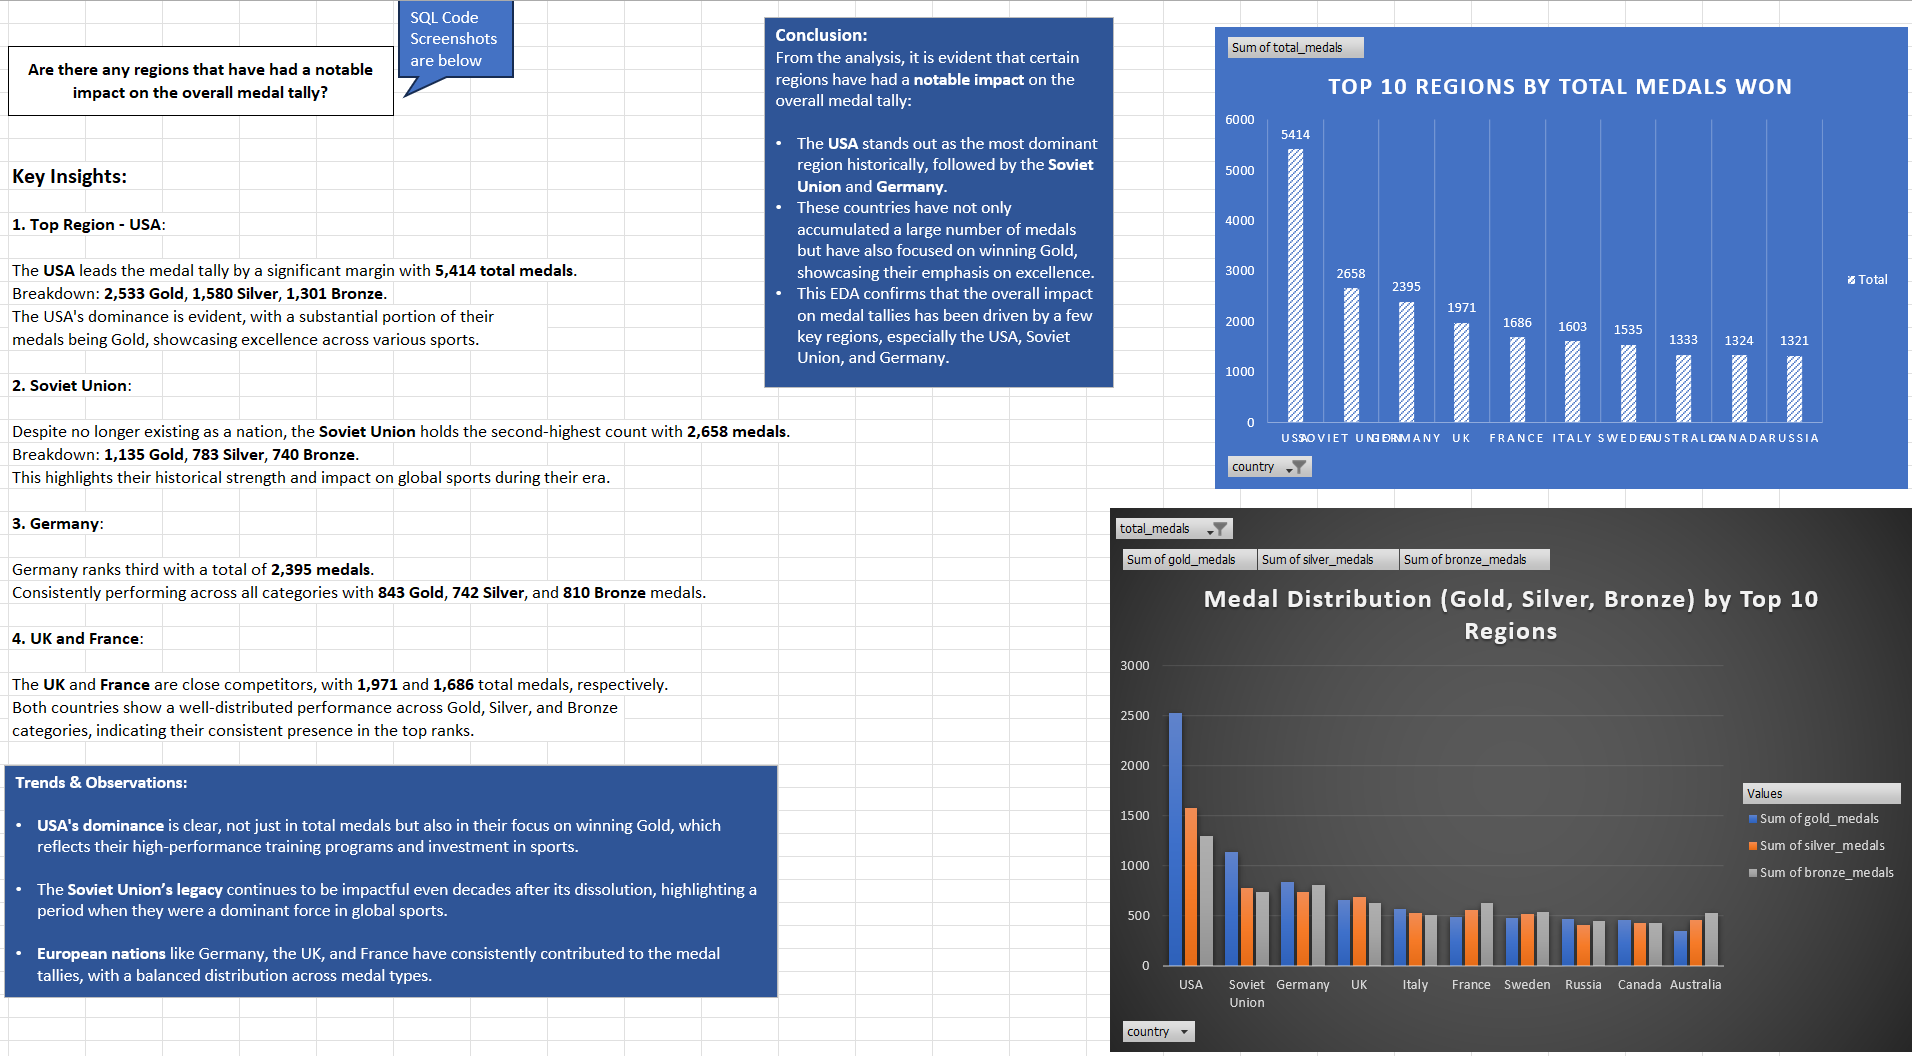 SQL Code
Screenshots
are below
Are there any regions that have had a notable
impact on the overall medal tally?
Key Insights:
1. Top Region - USA:
The USA leads the medal tally by a significant margin with 5,414 total medals.
Breakdown: 2,533 Gold, 1,580 Silver, 1,301 Bronze.
The USA's dominance is evident, with a substantial portion of their
medals being Gold, showcasing excellence across various sports.
2. Soviet Union:
Despite no longer existing as a nation, the Soviet Union holds the second-highest count with 2,658 medals.
Breakdown: 1,135 Gold, 783 Silver, 740 Bronze.
This highlights their historical strength and impact on global sports during their era.
3. Germany:
Germany ranks third with a total of 2,395 medals.
Consistently performing across all categories with 843 Gold, 742 Silver, and 810 Bronze medals.
4. UK and France:
The UK and France are close competitors, with 1,971 and 1,686 total medals, respectively.
Both countries show a well-distributed performance across Gold, Silver, and Bronze
categories, indicating their consistent presence in the top ranks.
Trends & Observations:
• USA's dominance is clear, not just in total medals but also in their focus on winning Gold, which
reflects their high-performance training programs and investment in sports.
• The Soviet Union’s legacy continues to be impactful even decades after its dissolution, highlighting a
period when they were a dominant force in global sports.
• European nations like Germany, the UK, and France have consistently contributed to the medal
tallies, with a balanced distribution across medal types.
Conclusion:
From the analysis, it is evident that certain
regions have had a notable impact on the
overall medal tally:
• The USA stands out as the most dominant
region historically, followed by the Soviet
Union and Germany.
• These countries have not only
accumulated a large number of medals
but have also focused on winning Gold,
showcasing their emphasis on excellence.
• This EDA confirms that the overall impact
on medal tallies has been driven by a few
key regions, especially the USA, Soviet
Union, and Germany.
Sum of total_medals
TOP 10 REGIONS BY TOTAL MEDALS WON
6000
5000
4000
3000
2000
1000
0
5414
2658
2395
1971
1686
1603
1535
1333
1324
1321
USA SOVIET UNION GERMANY UK FRANCE ITALY SWEDEN AUSTRALIA CANADA RUSSIA
Total
country
total_medals
Sum of gold_medals Sum of silver_medals Sum of bronze_medals
Medal Distribution (Gold, Silver, Bronze) by Top 10
Regions
3000
2500
2000
1500
1000
500
0
USA Soviet Union Germany UK Italy France Sweden Russia Canada Australia
Values
Sum of gold_medals
Sum of silver_medals
Sum of bronze_medals
country